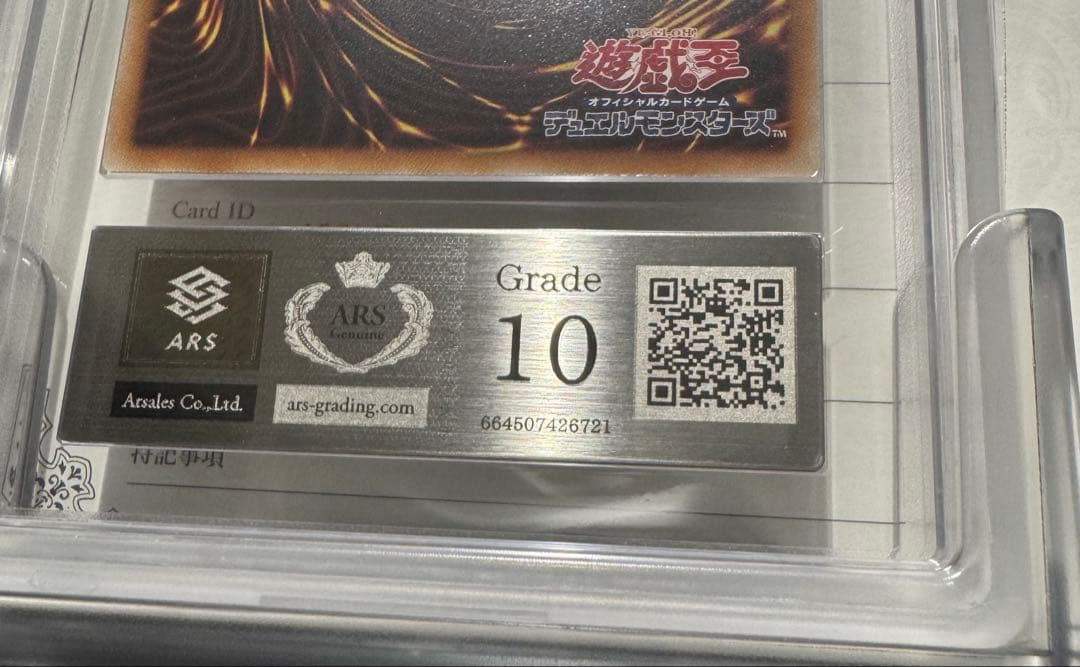 YU-GI-OH!
遊戯王
オフィシャルカードゲーム
デュエルモンスターズ™
Card ID
ARS
Arsales Co.,Ltd.
ARS
Genuine
ars-grading.com
Grade
10
664507426721
特記事項